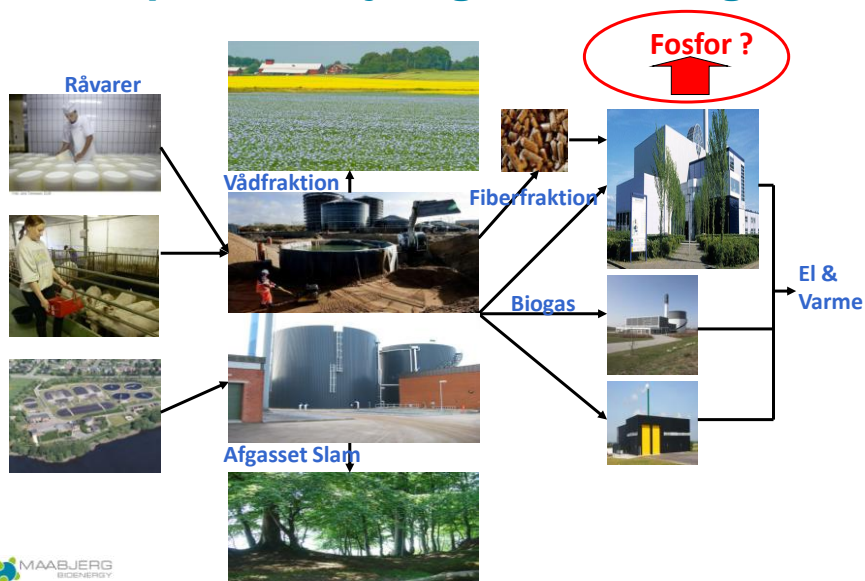 Fosfor ?
Råvarer
Vådfraktion
Fiberfraktion
Biogas
El &
Varme
Afgasset Slam
MAABJERG
BIOENERGY